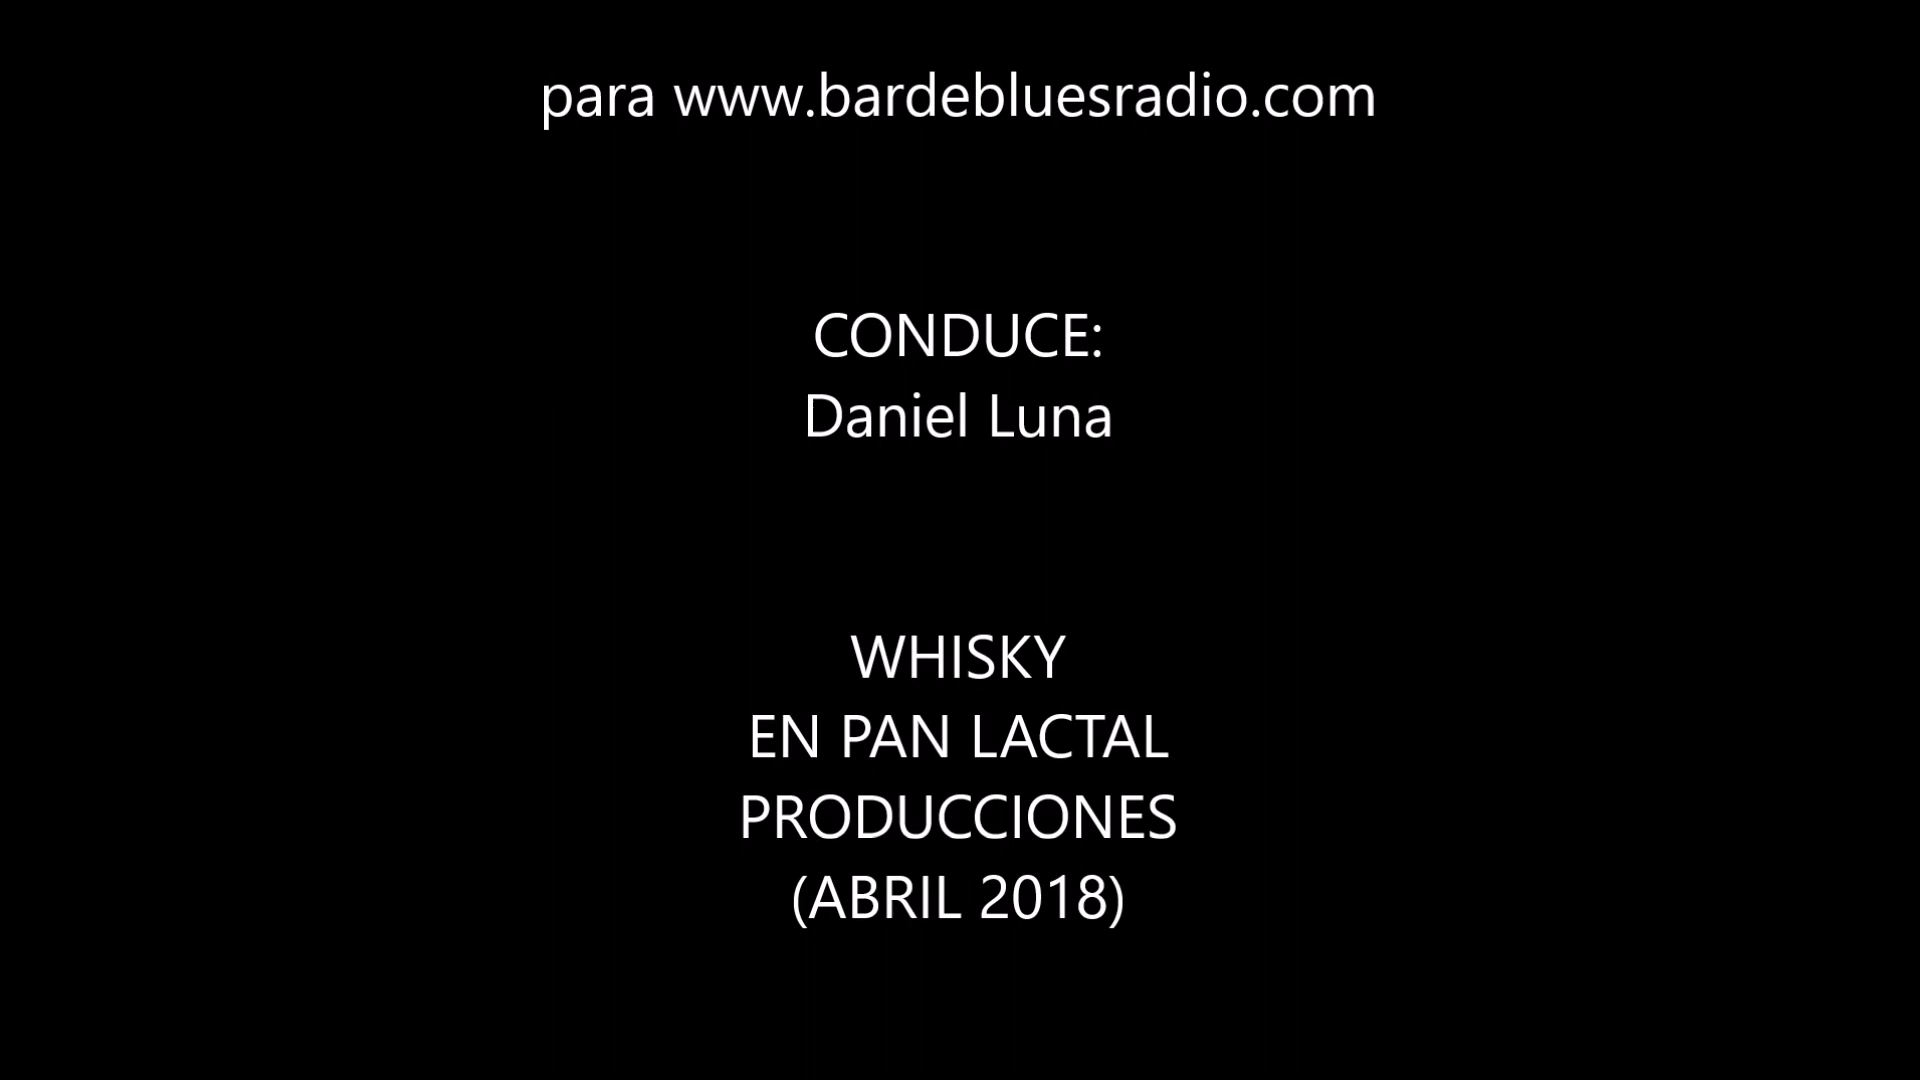 para www.bardebluesradio.com
CONDUCE:
Daniel Luna
WHISKY
EN PAN LACTAL
PRODUCCIONES
(ABRIL 2018)